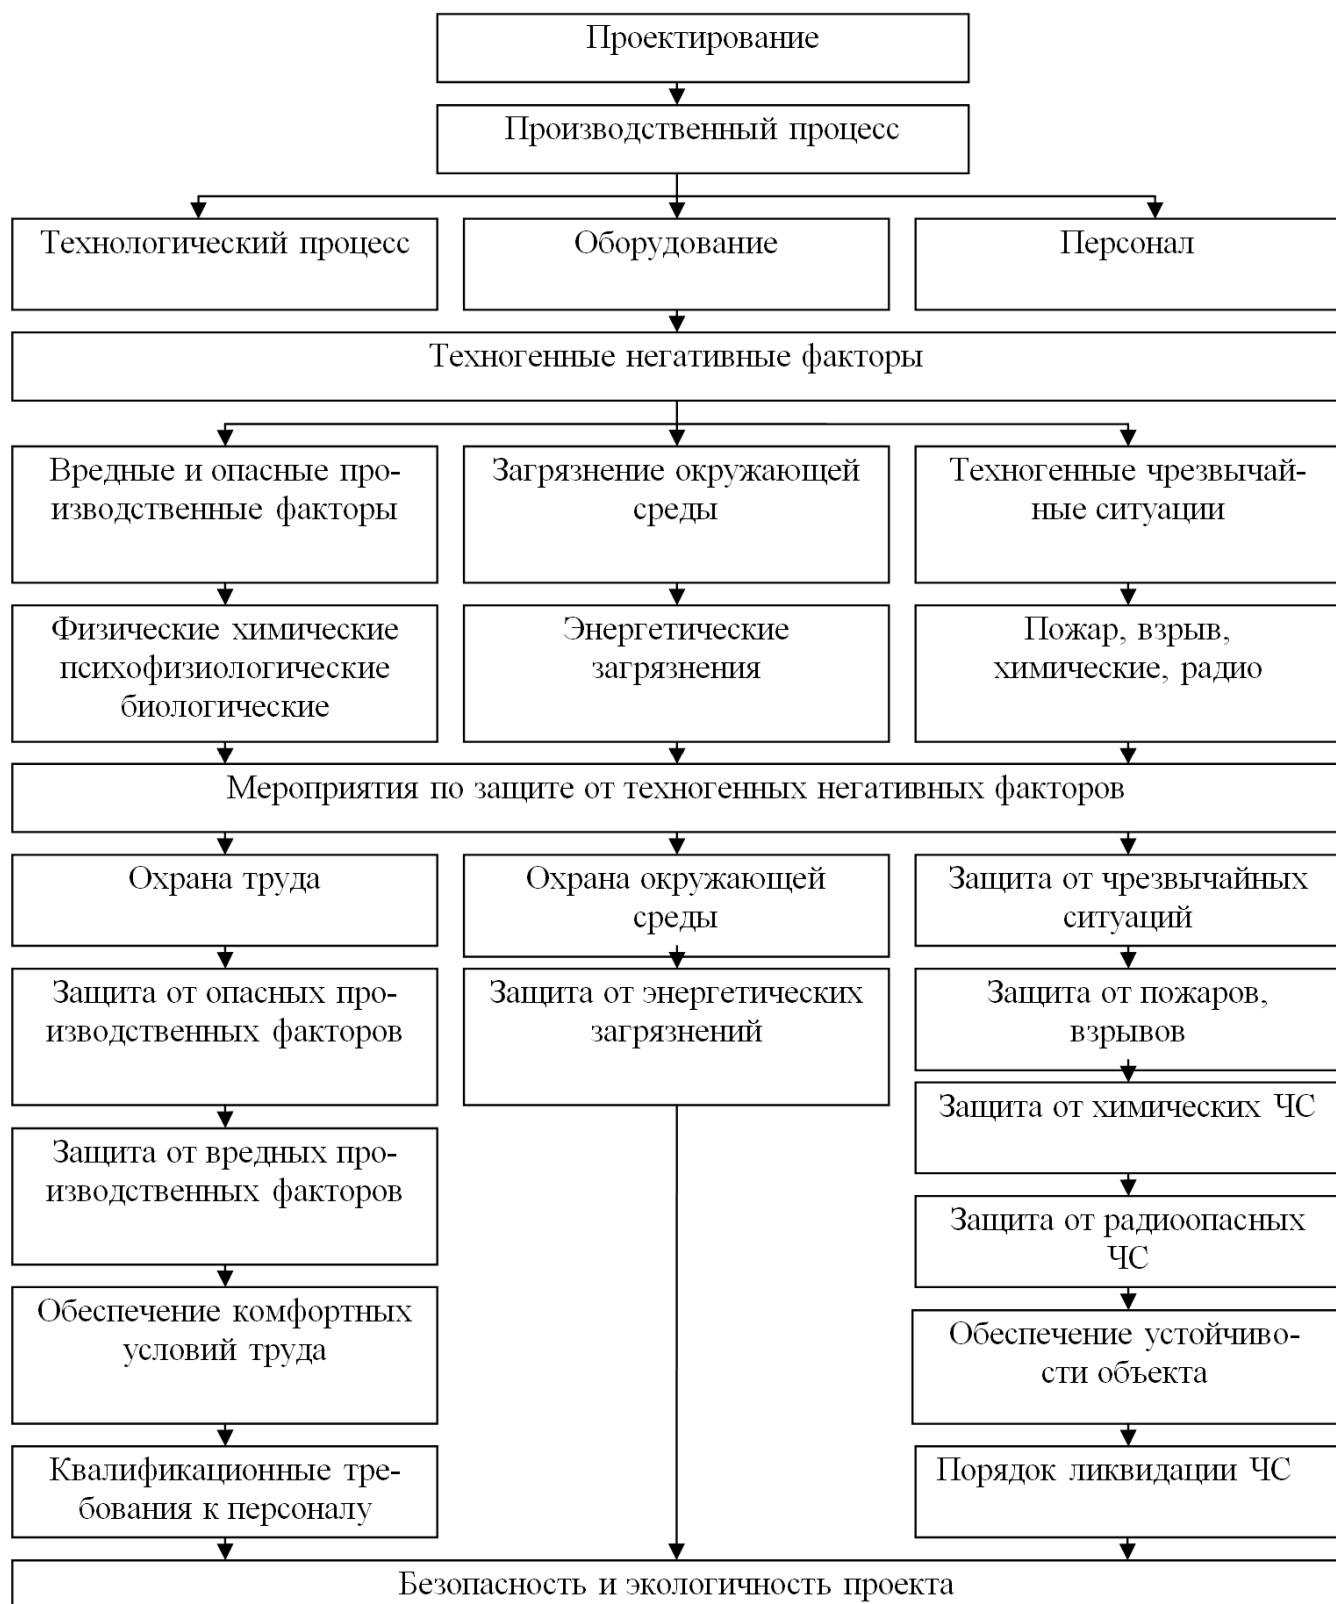 Проектирование
Производственный процесс
Технологический процесс
Оборудование
Персонал
Техногенные негативные факторы
Вредные и опасные про-
изводственные факторы
Загрязнение окружающей
среды
Техногенные чрезвычай-
ные ситуации
Физические химические
психофизиологические
биологические
Энергетические
загрязнения
Пожар, взрыв,
химические, радио
Мероприятия по защите от техногенных негативных факторов
Охрана труда
Охрана окружающей
среды
Защита от чрезвычайных
ситуаций
Защита от опасных про-
изводственных факторов
Защита от энергетических
загрязнений
Защита от пожаров,
взрывов
Защита от химических ЧС
Защита от вредных про-
изводственных факторов
Защита от радиоопасных
ЧС
Обеспечение комфортных
условий труда
Обеспечение устойчиво-
сти объекта
Квалификационные тре-
бования к персоналу
Порядок ликвидации ЧС
Безопасность и экологичность проекта